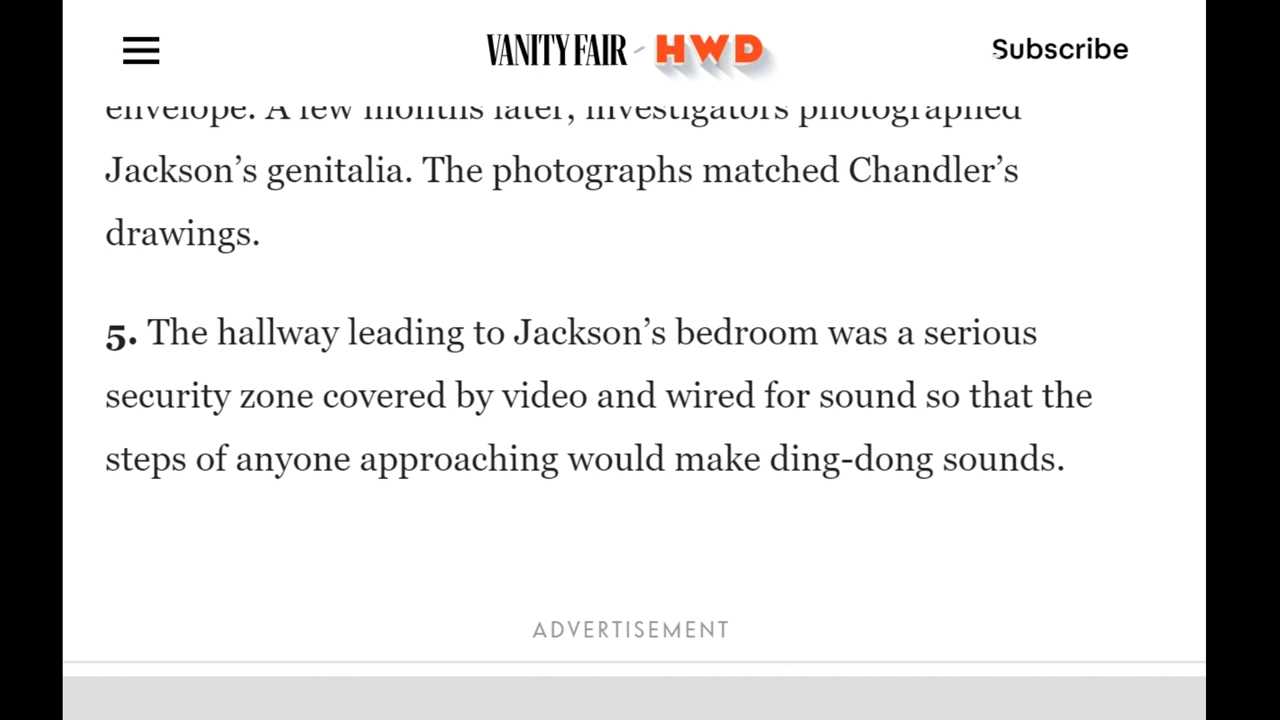 VANITY FAIR HWD
Subscribe
envelope. A few months later, investigators photographed
Jackson's genitalia. The photographs matched Chandler's
drawings.
5. The hallway leading to Jackson's bedroom was a serious
security zone covered by video and wired for sound so that the
steps of anyone approaching would make ding-dong sounds.
ADVERTISEMENT